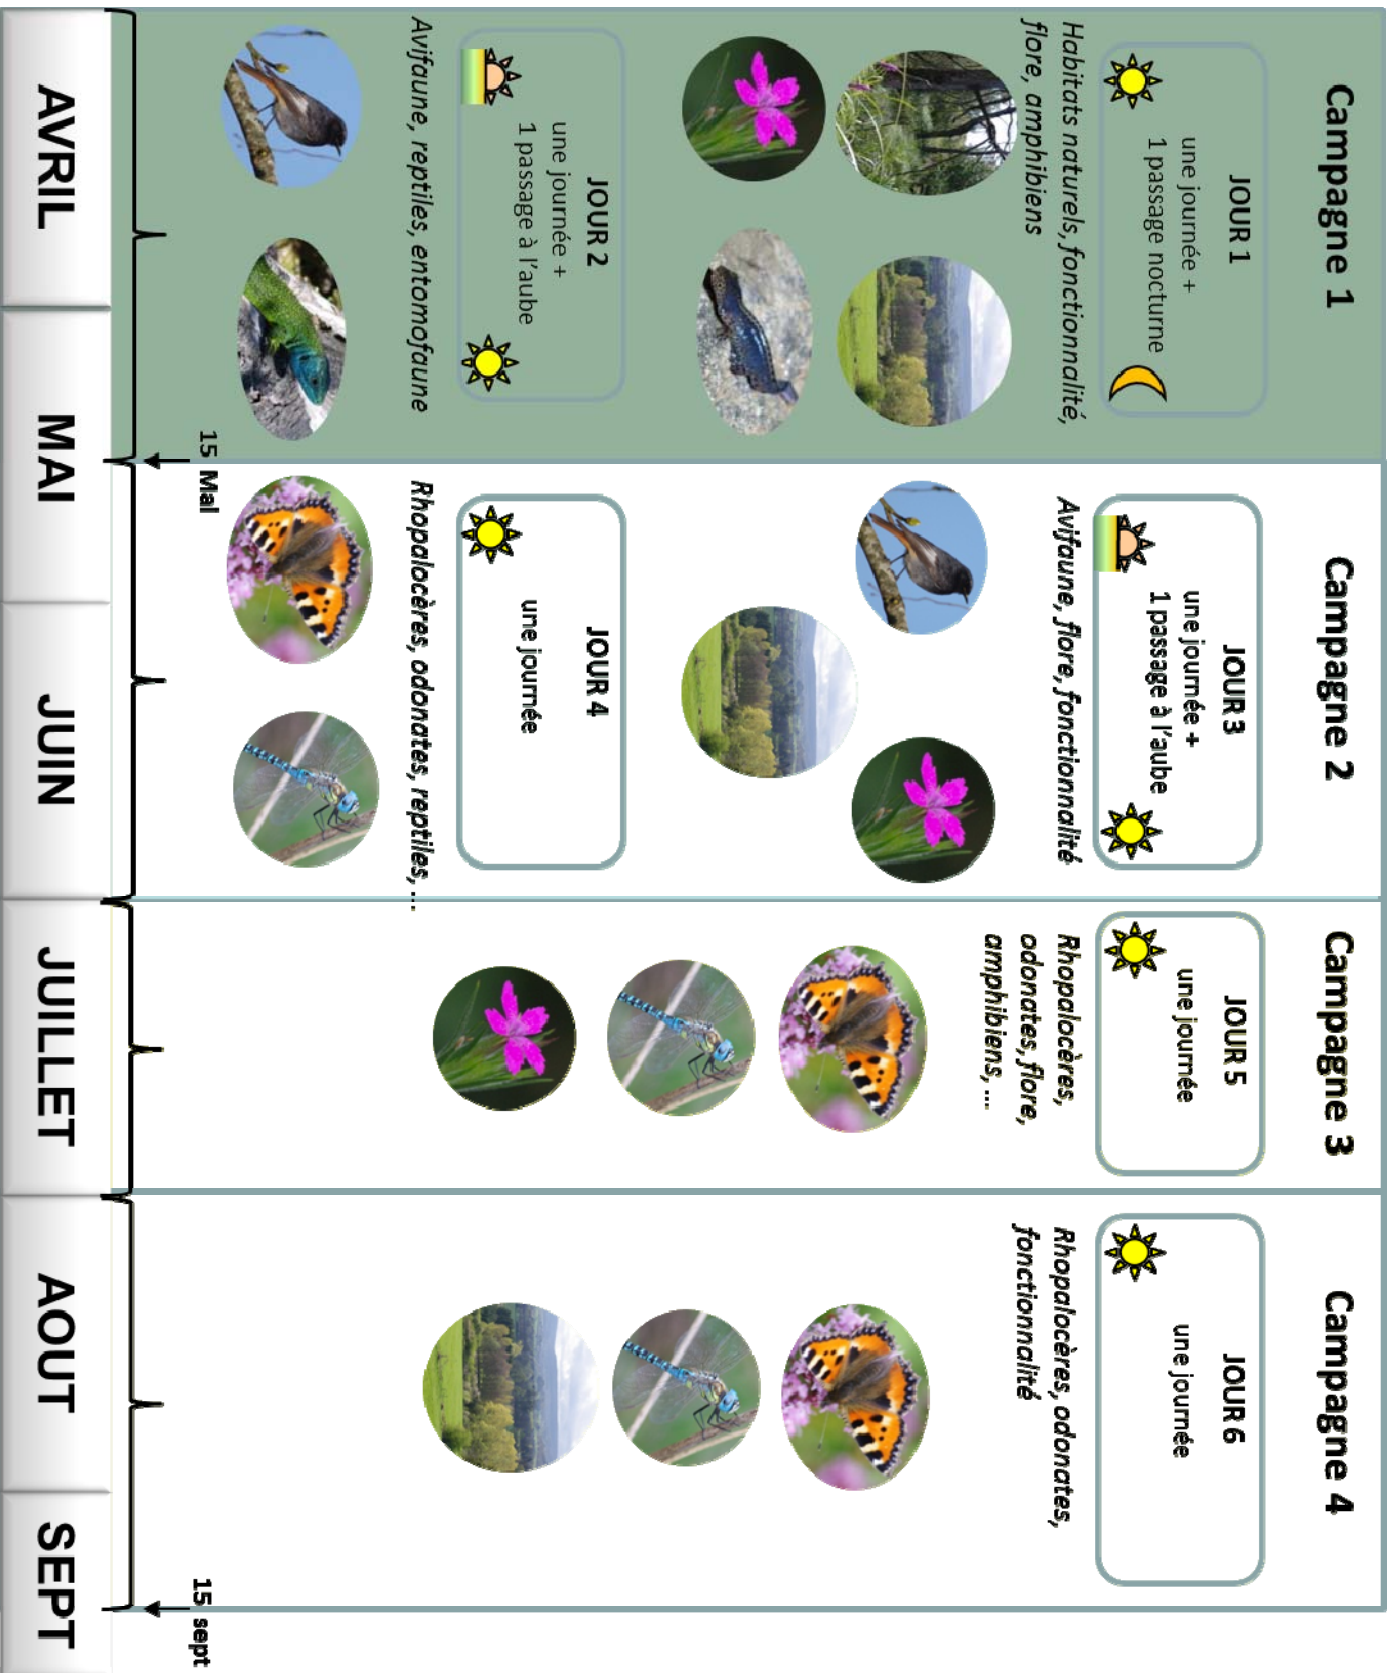 Campagne 1
JOUR 1
une journée +
1 passage nocturne
Habitats naturels, fonctionnalité,
flore, amphibiens
JOUR 2
une journée +
1 passage à l'aube
Avifaune, reptiles, entomofaune
Campagne 2
JOUR 3
une journée +
1 passage à l'aube
Avifaune, flore, fonctionnalité
JOUR 4
une journée
Rhopalocères, odonates, reptiles, ...
Campagne 3
JOUR 5
une journée
Rhopalocères,
odonates, flore,
amphibiens, ...
Campagne 4
JOUR 6
une journée
Rhopalocères, odonates,
fonctionnalité
15 Mai
15 sept
AVRIL
MAI
JUIN
JUILLET
AOUT
SEPT